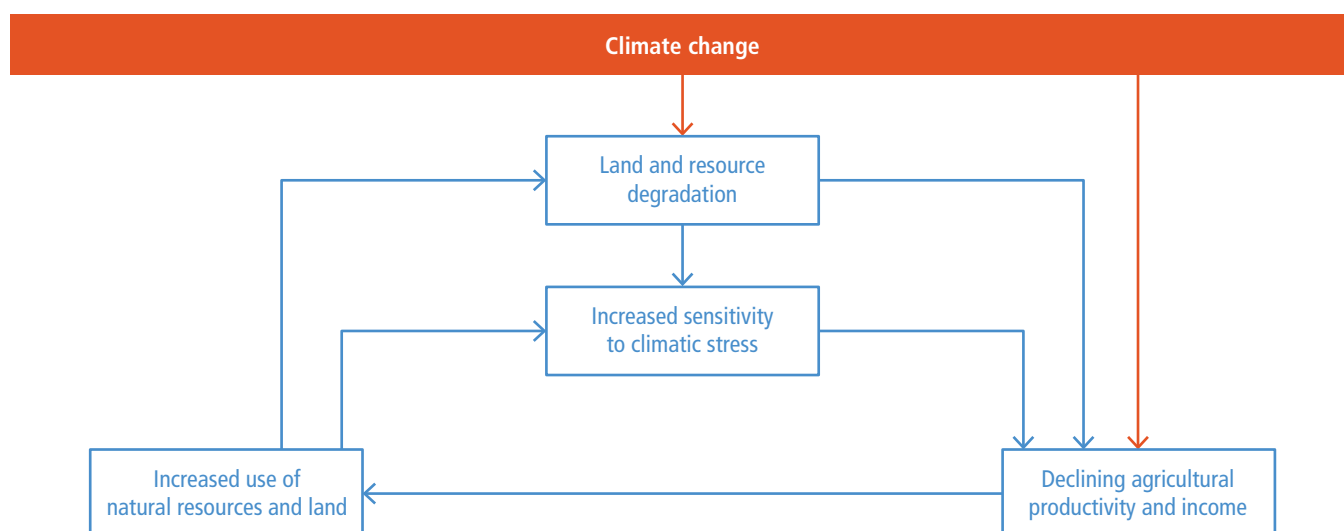 Climate change
Land and resource
degradation
Increased sensitivity
to climatic stress
Increased use of
natural resources and land
Declining agricultural
productivity and income